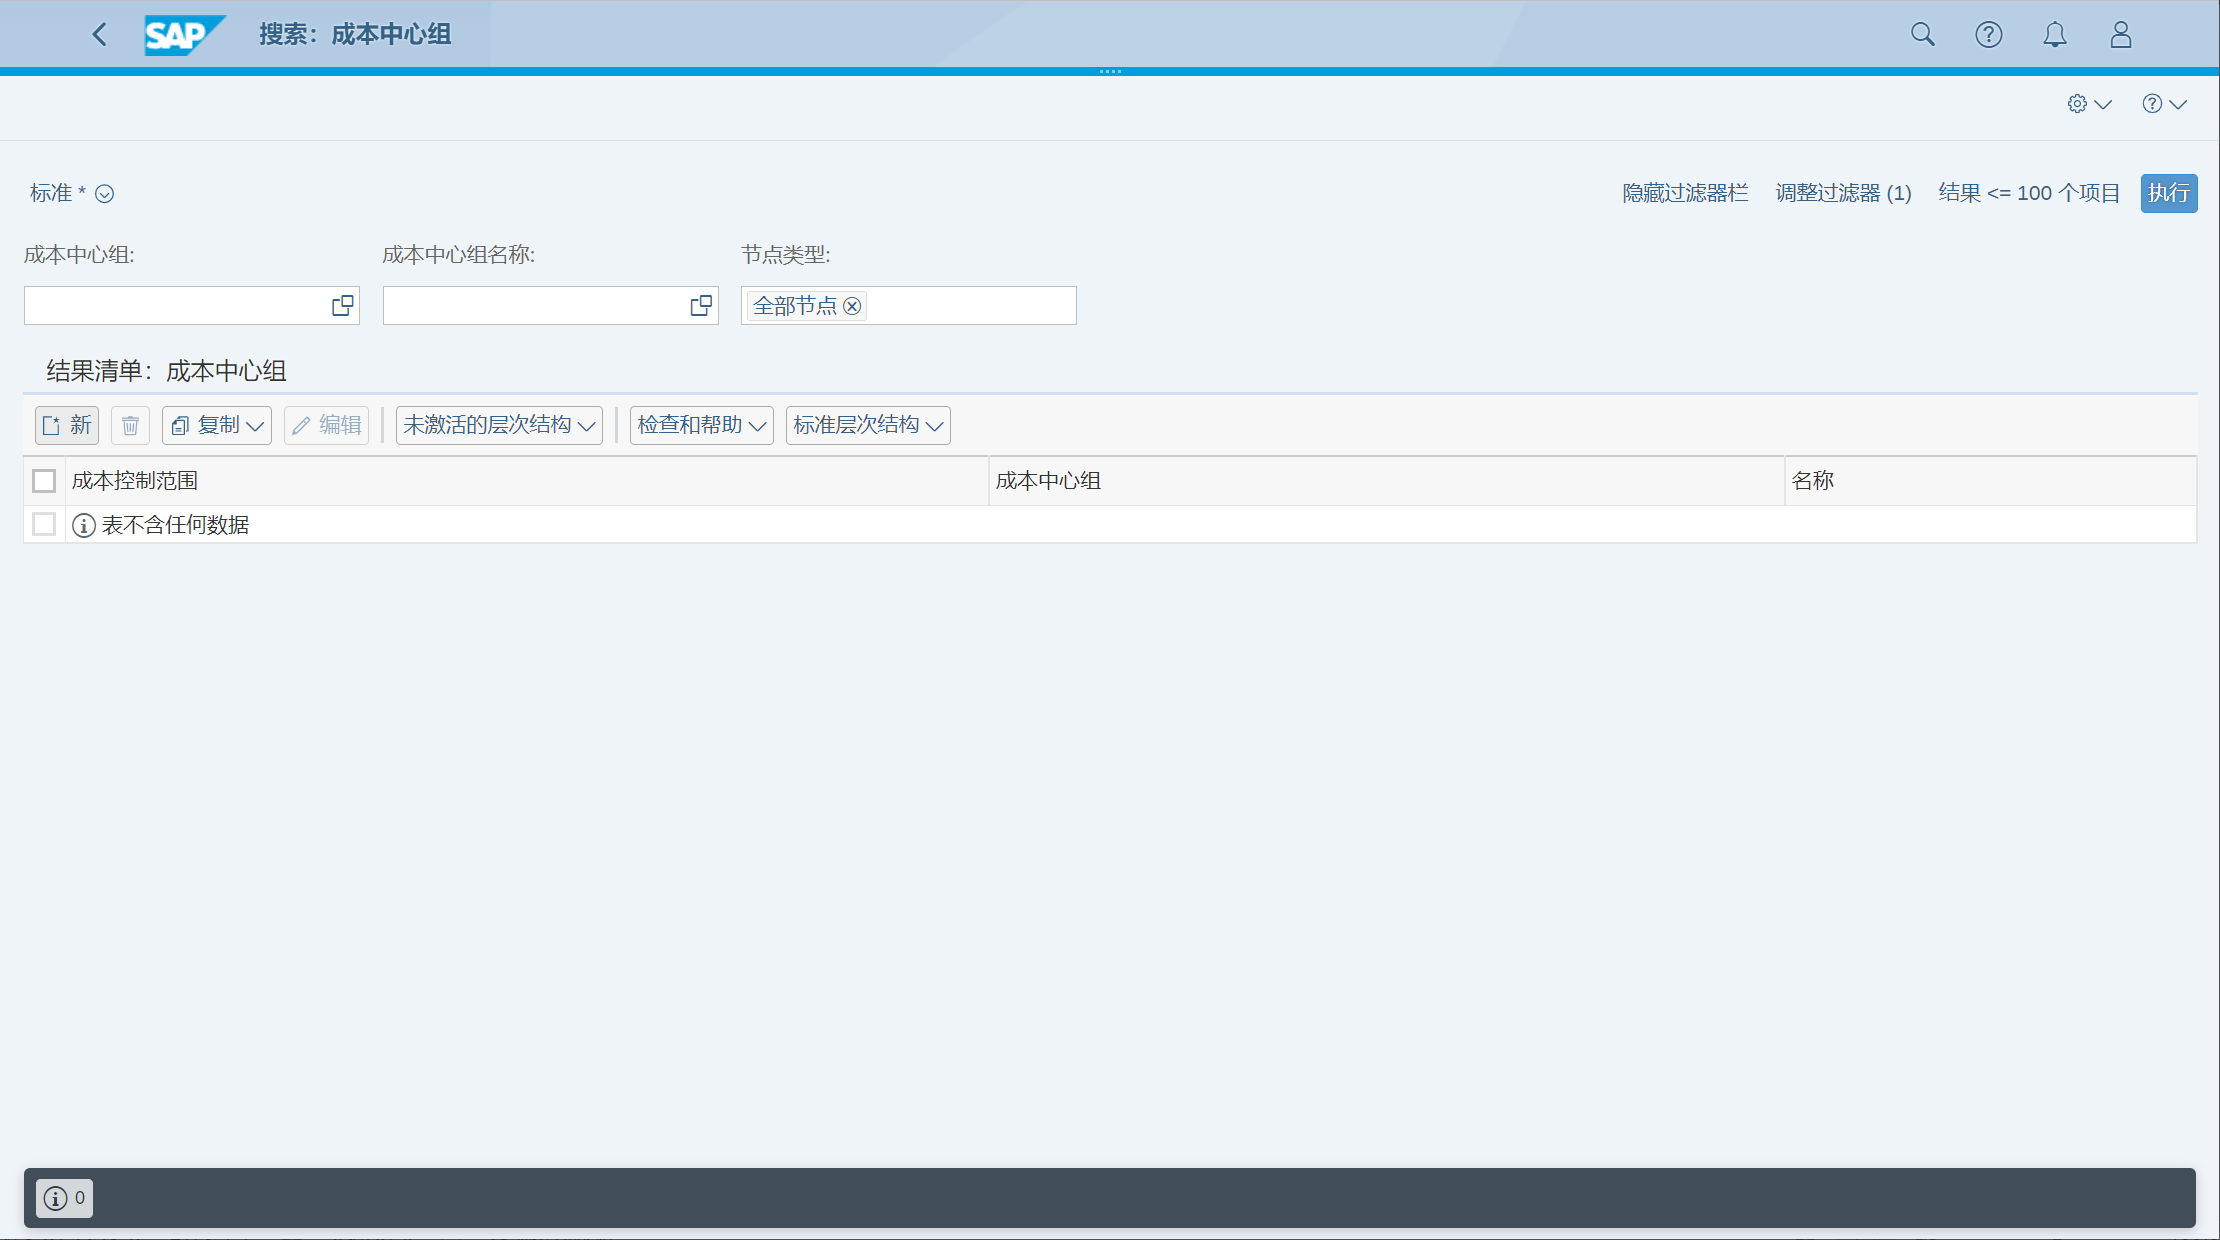 SAP 搜索：成本中心组
标准 *
隐藏过滤器栏 调整过滤器 (1) 结果 <= 100 个项目 执行
成本中心组: 成本中心组名称: 节点类型:
全部节点
结果清单：成本中心组
新 复制 编辑 未激活的层次结构 检查和帮助 标准层次结构
成本控制范围 成本中心组 名称
表不含任何数据
0